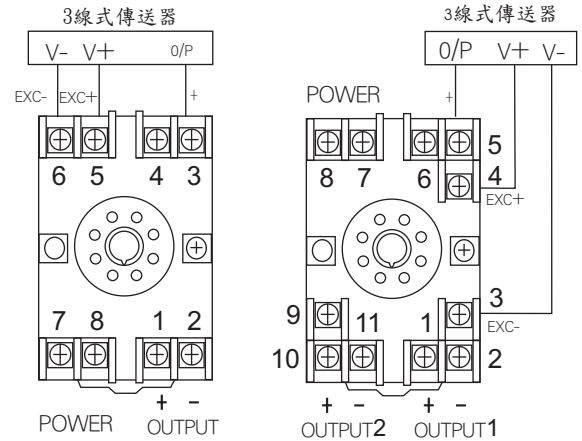 3線式傳送器
V- V+ O/P
EXC- EXC+ +
6 5 4 3
7 8 1 2
+ -
POWER OUTPUT
3線式傳送器
O/P V+ V-
POWER +
5
8 7 6 4
EXC+
3
9 11 1
EXC-
10 2
+ - + -
OUTPUT2 OUTPUT1